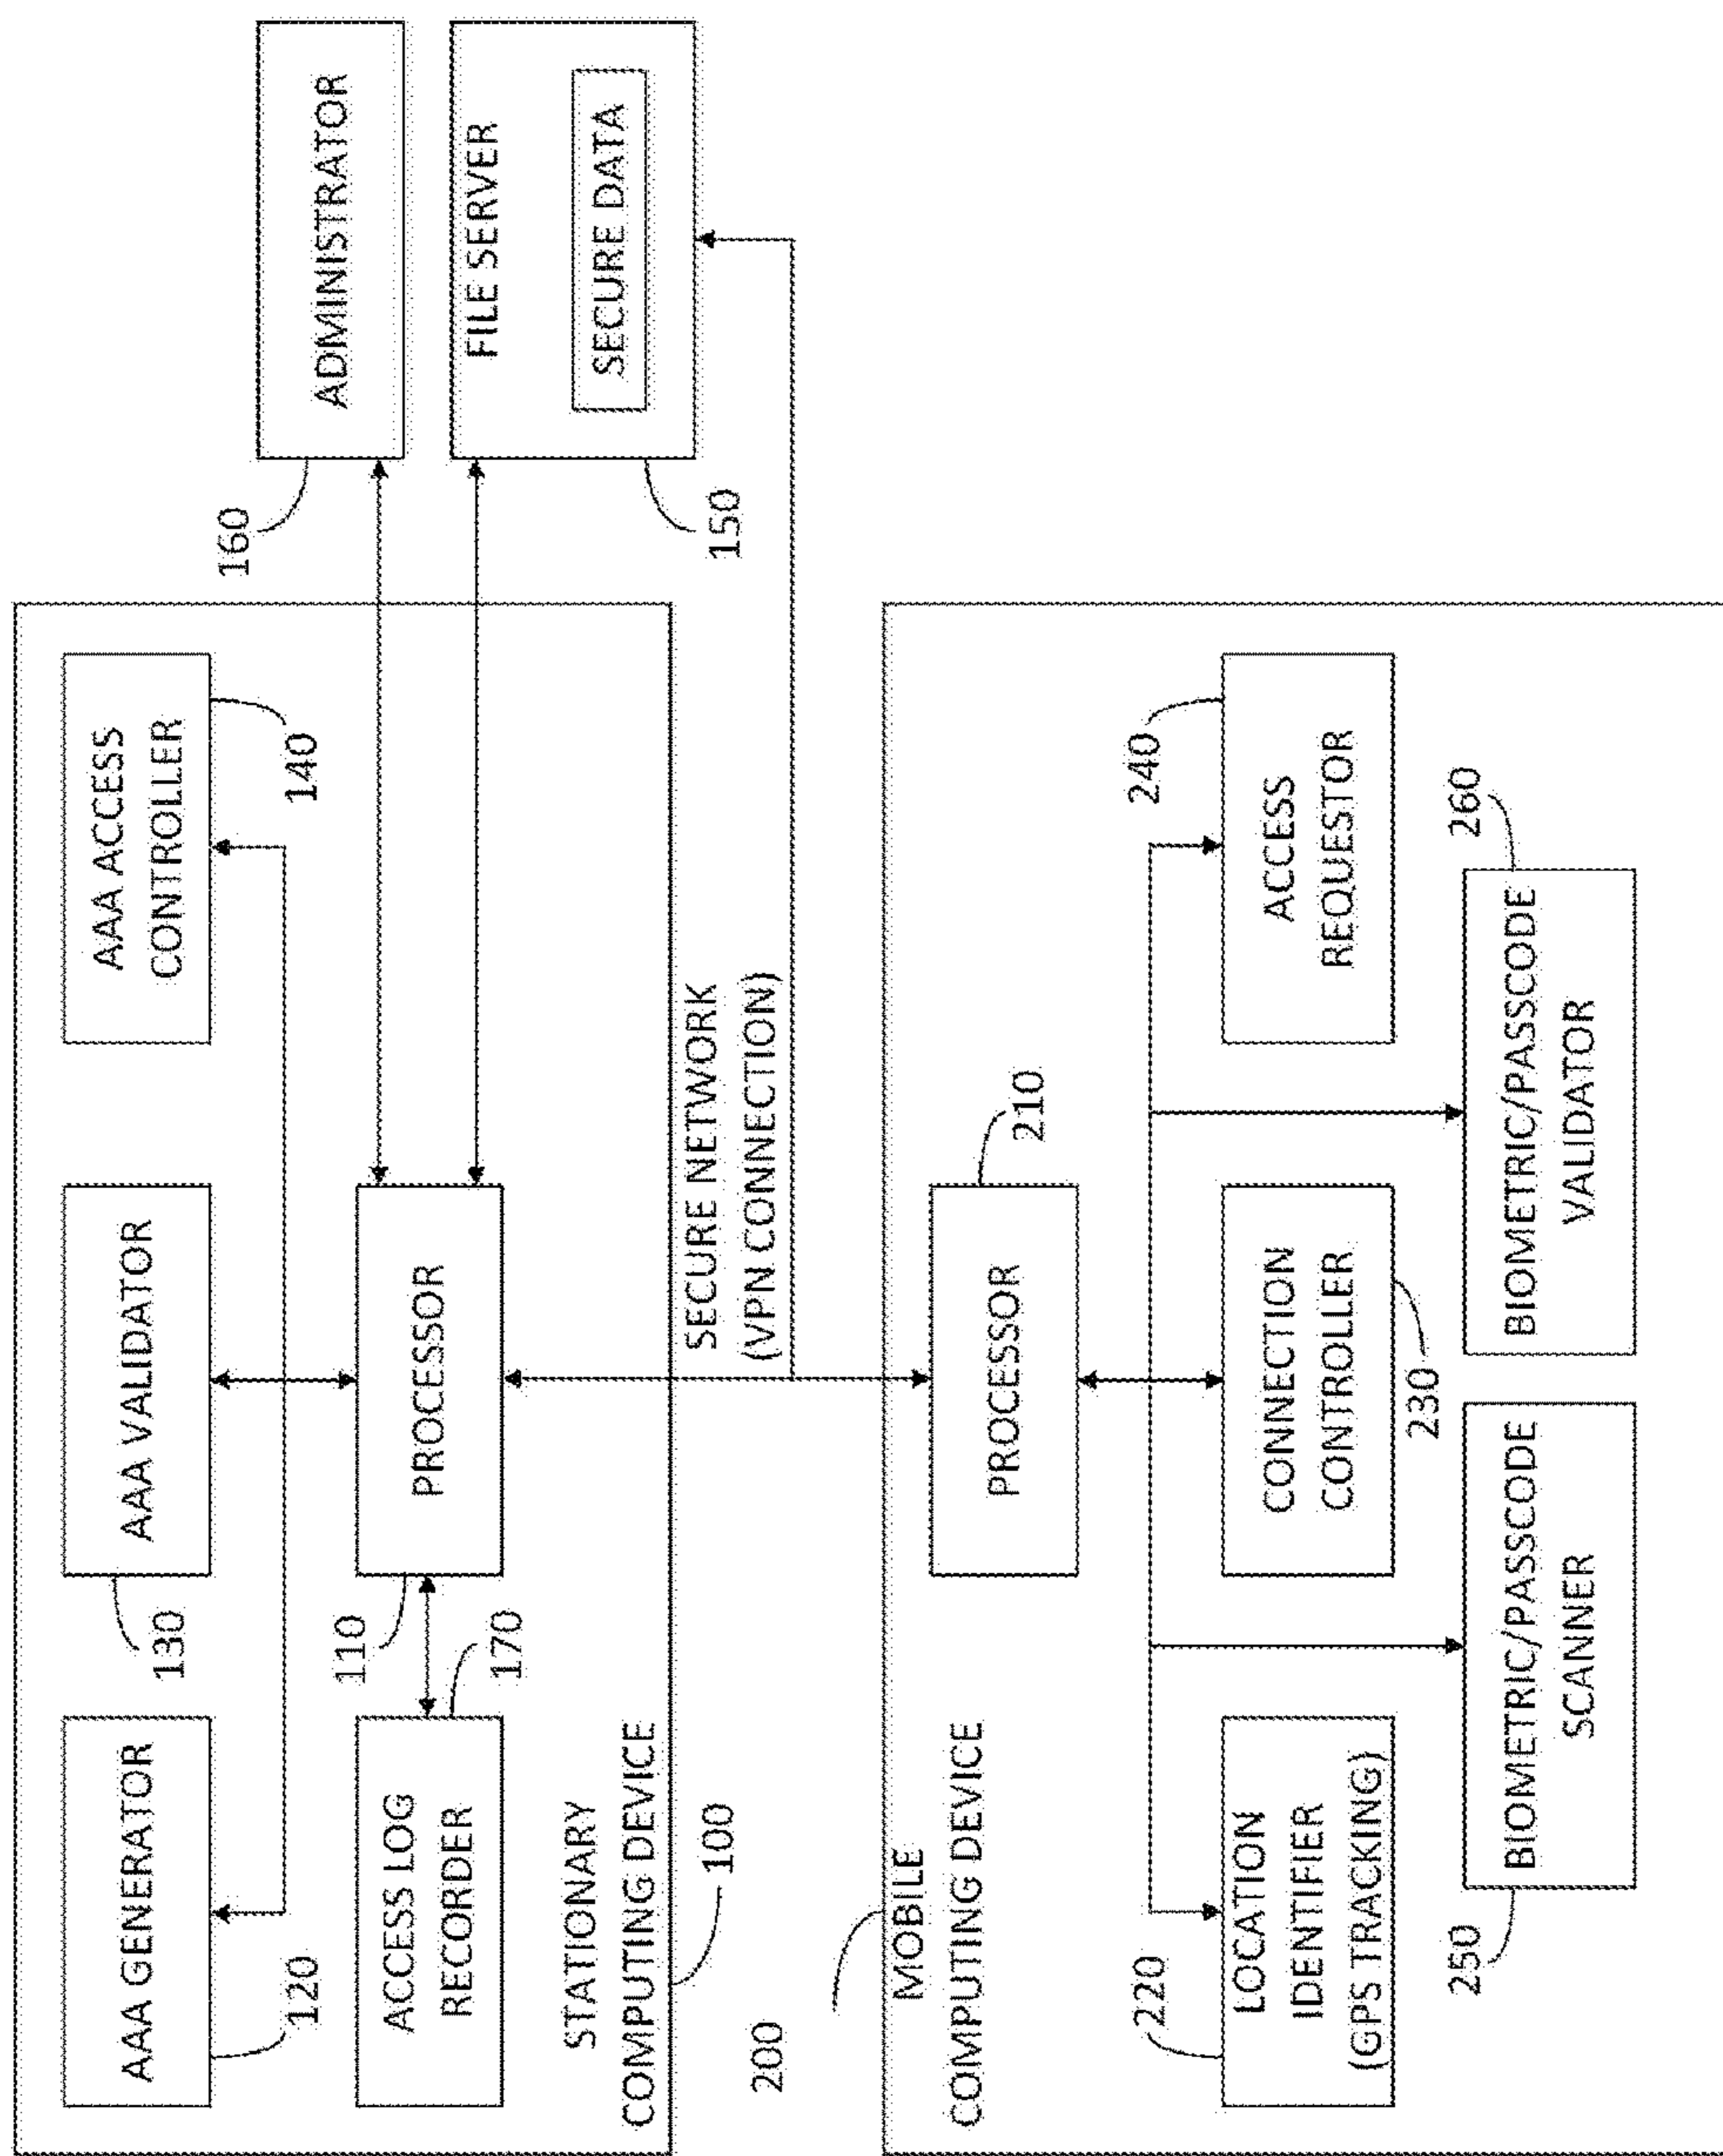 AAA GENERATOR
120
AAA VALIDATOR
130
AAA ACCESS
CONTROLLER
140
ACCESS LOG
RECORDER
170
PROCESSOR
110
STATIONARY
COMPUTING DEVICE
100
160
ADMINISTRATOR
FILE SERVER
SECURE DATA
150
SECURE NETWORK
(VPN CONNECTION)
200
MOBILE
COMPUTING DEVICE
PROCESSOR
210
220
LOCATION
IDENTIFIER
(GPS TRACKING)
CONNECTION
CONTROLLER
230
240
ACCESS
REQUESTOR
250
BIOMETRIC/PASSCODE
SCANNER
260
BIOMETRIC/PASSCODE
VALIDATOR